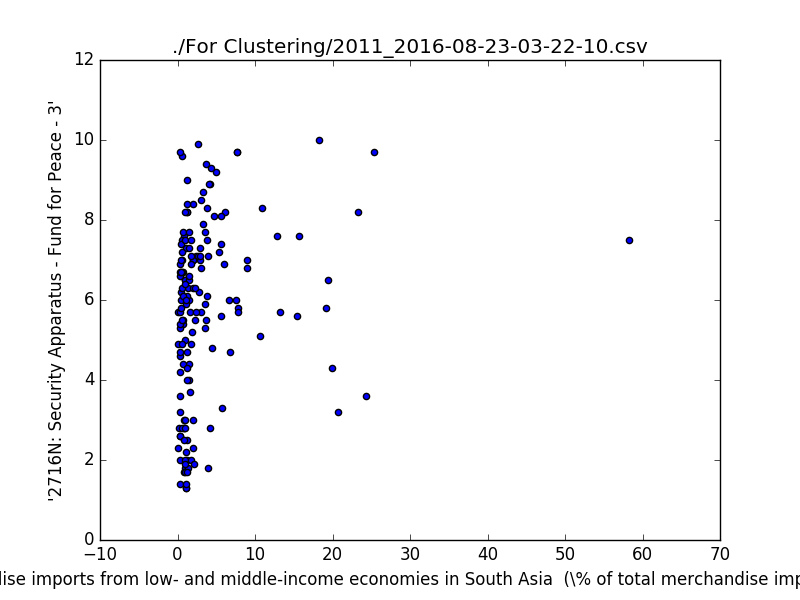 ./For Clustering/2011_2016-08-23-03-22-10.csv
'2716N: Security Apparatus - Fund for Peace - 3'
12
10
8
6
4
2
0
−10 0 10 20 30 40 50 60 70
imports from low- and middle-income economies in South Asia (\% of total merchandise